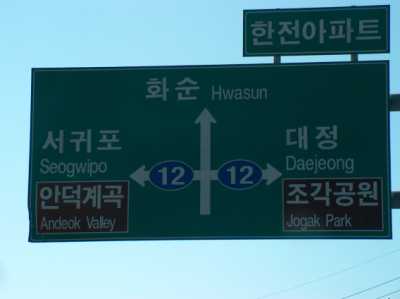 한전아파트
화순 Hwasun
서귀포
Seogwipo
대정
Daejeong
12
12
안덕계곡
Andeok Valley
조각공원
Jogak Park